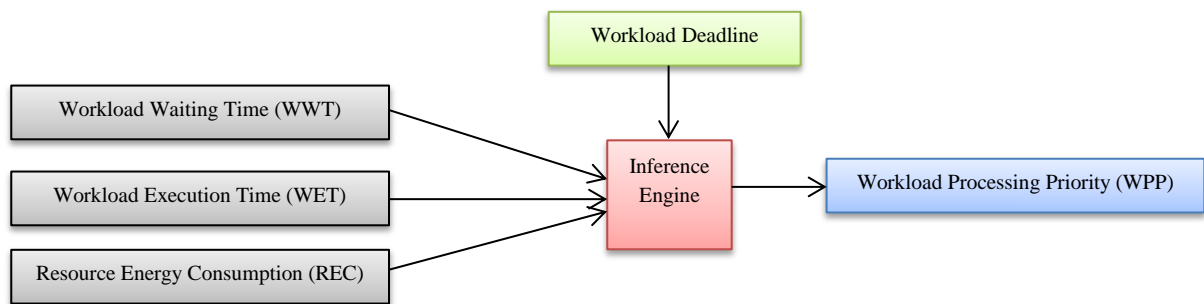 Workload Deadline
Workload Waiting Time (WWT)
Workload Execution Time (WET)
Resource Energy Consumption (REC)
Inference
Engine
Workload Processing Priority (WPP)